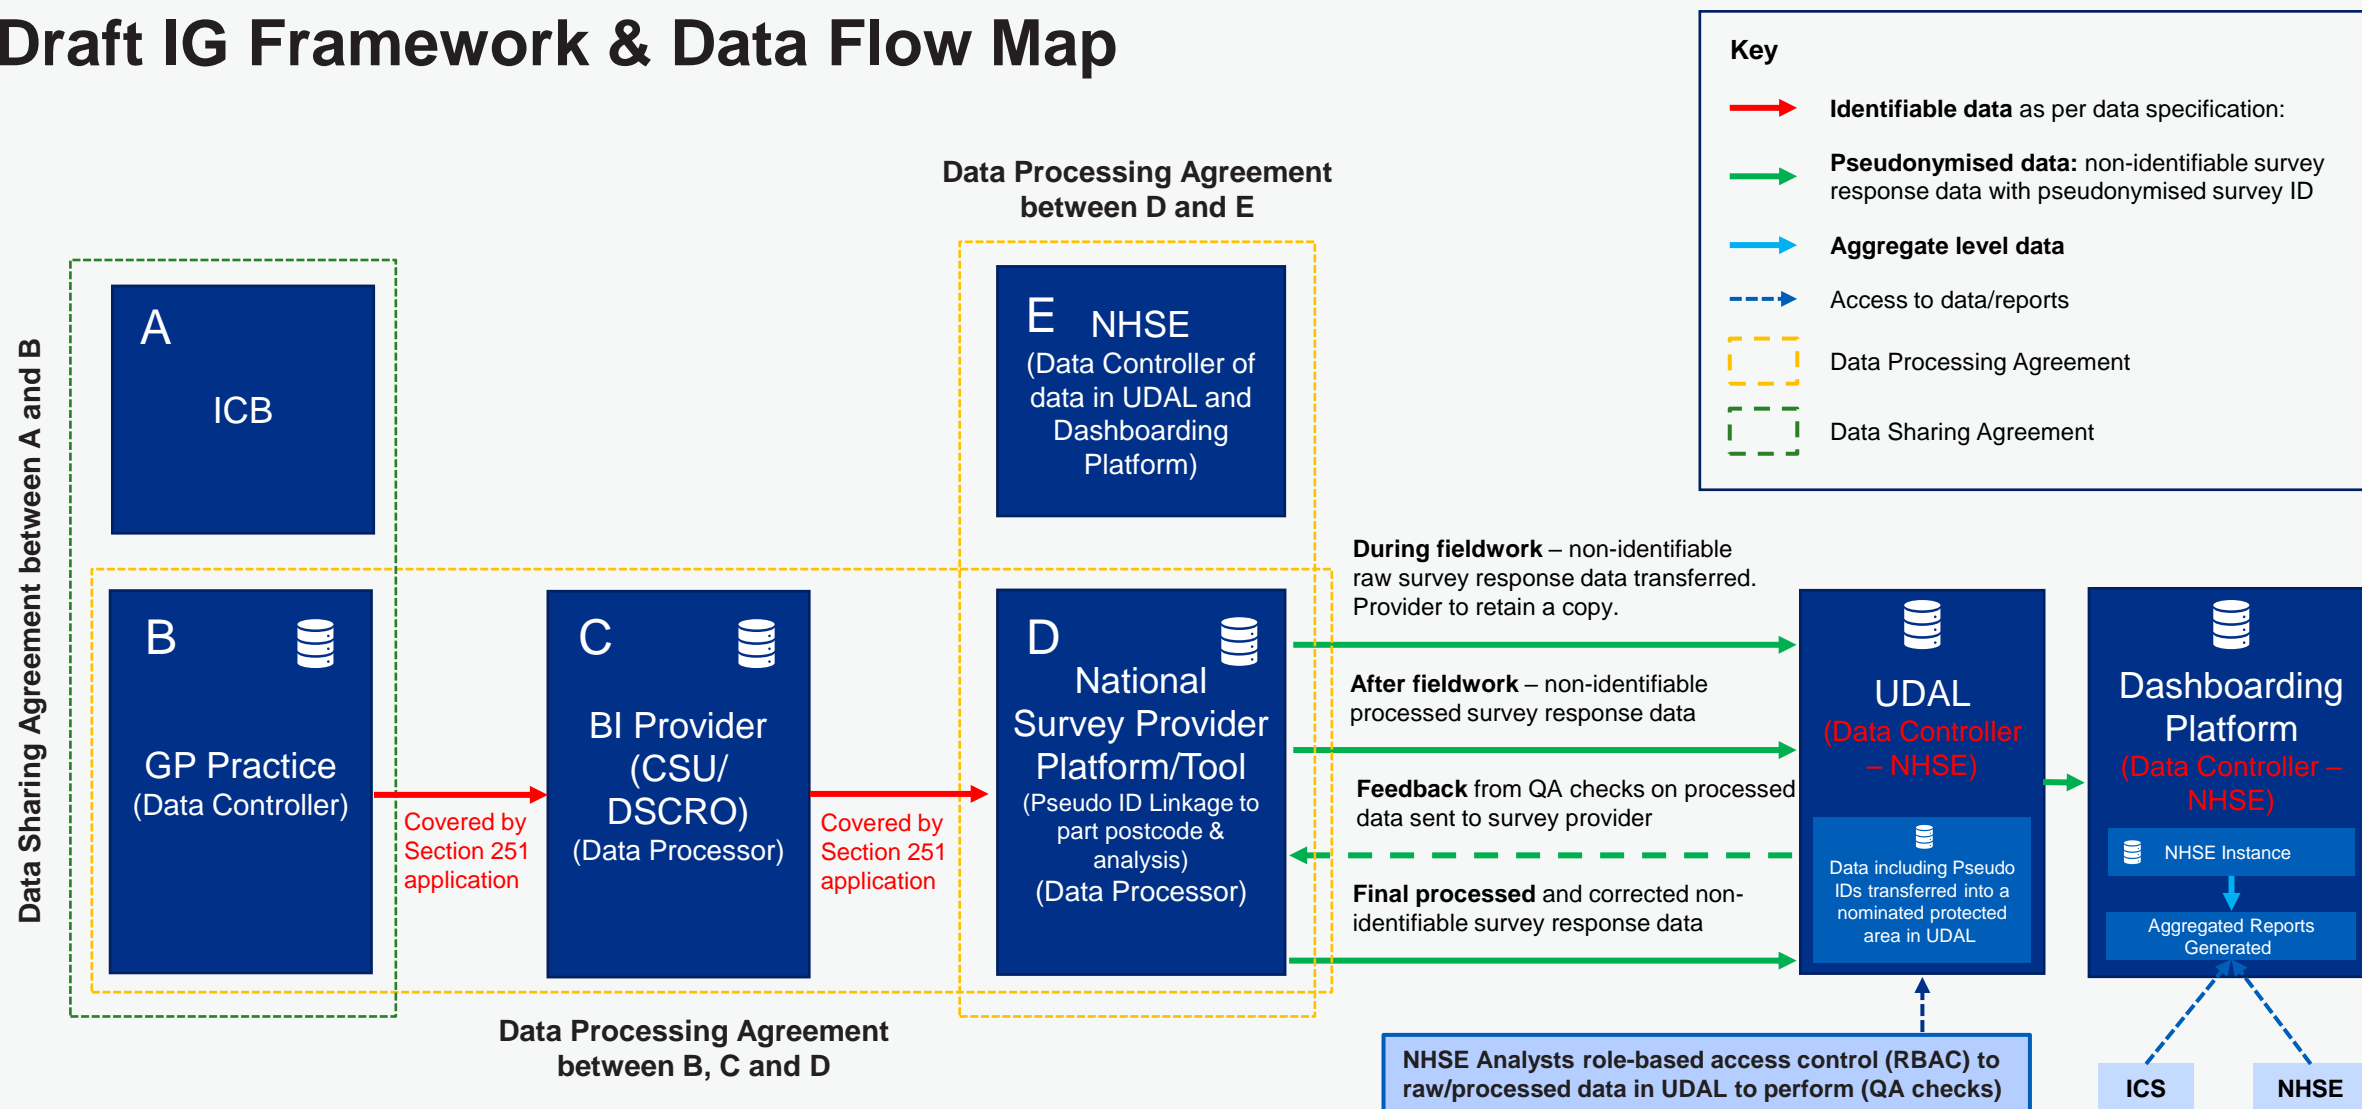 Draft IG Framework & Data Flow Map
Key
Identifiable data as per data specification:
Pseudonymised data: non-identifiable survey
response data with pseudonymised survey ID
Aggregate level data
Access to data/reports
Data Processing Agreement
Data Sharing Agreement
Data Processing Agreement
between D and E
Data Sharing Agreement between A and B
A
ICB
E NHSE
(Data Controller of
data in UDAL and
Dashboarding
Platform)
B
GP Practice
(Data Controller)
Covered by
Section 251
application
C
BI Provider
(CSU/
DSCRO)
(Data Processor)
Covered by
Section 251
application
D
National
Survey Provider
Platform/Tool
(Pseudo ID Linkage to
part postcode &
analysis)
(Data Processor)
During fieldwork – non-identifiable
raw survey response data transferred.
Provider to retain a copy.
After fieldwork – non-identifiable
processed survey response data
Feedback from QA checks on processed
data sent to survey provider
Final processed and corrected non-
identifiable survey response data
UDAL
(Data Controller
– NHSE)
Data including Pseudo
IDs transferred into a
nominated protected
area in UDAL
Dashboarding
Platform
(Data Controller –
NHSE)
NHSE Instance
Aggregated Reports
Generated
Data Processing Agreement
between B, C and D
NHSE Analysts role-based access control (RBAC) to
raw/processed data in UDAL to perform (QA checks)
ICS
NHSE